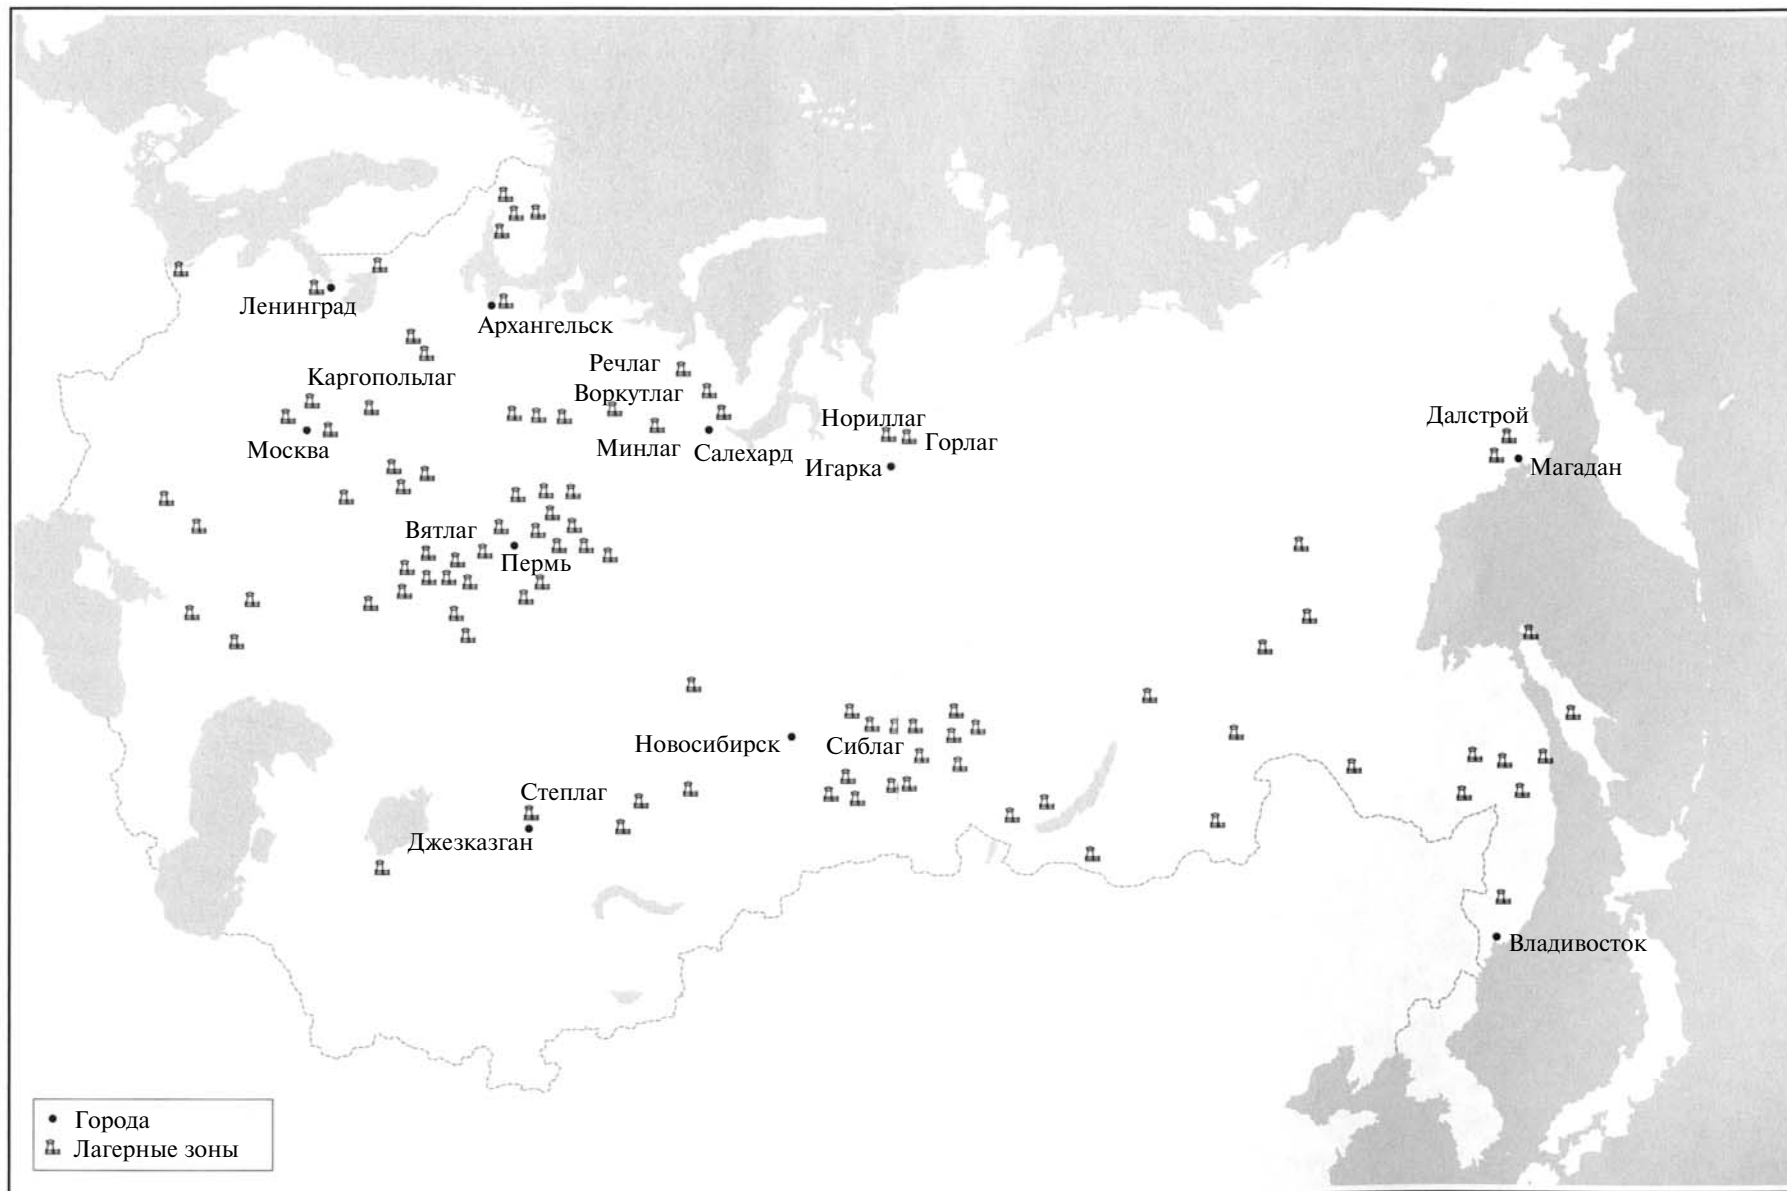 Ленинград
Архангельск
Речлаг
Каргопольлаг
Воркутлаг
Нориллаг
Далстрой
Москва
Минлаг
Салехард
Горлаг
Игарка
Магадан
Вятлаг
Пермь
Новосибирск
Сиблаг
Степлаг
Джезказган
Владивосток
Города
Лагерные зоны